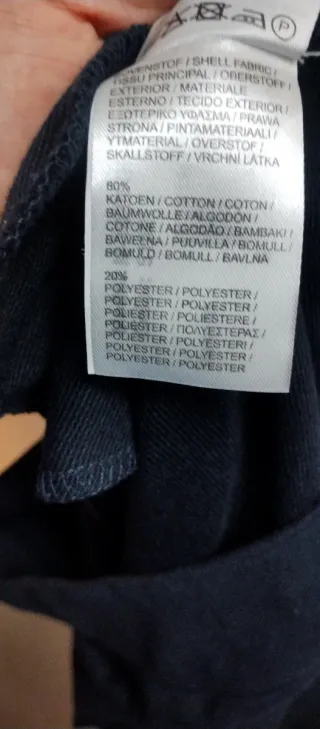 BOVENSTOF / SHELL FABRIC /
TISSU PRINCIPAL / OBERSTOFF /
EXTERIOR / MATERIALE
ESTERNO / TECIDO EXTERIOR /
ΕΞΩΤΕΡΙΚΟ ΥΦΑΣΜΑ / PRAWA
STRONA / PINTAMATERIAALI /
YTMATERIAL / OVERSTOF /
SKALLSTOFF / VRCHNÍ LÁTKA
80%
KATOEN / COTTON / COTON /
BAUMWOLLE / ALGODÓN /
COTONE / ALGODÃO / ΒΑΜΒΑΚΙ /
BAWEŁNA / PUUVILLA / BOMULL /
BOMULD / BOMULL / BAVLNA
20%
POLYESTER / POLYESTER /
POLYESTER / POLYESTER /
POLIÉSTER / POLIESTERE /
POLIÉSTER / ΠΟΛΥΕΣΤΕΡΑΣ /
POLIESTER / POLYESTERI /
POLYESTER / POLYESTER /
POLYESTER / POLYESTER
P